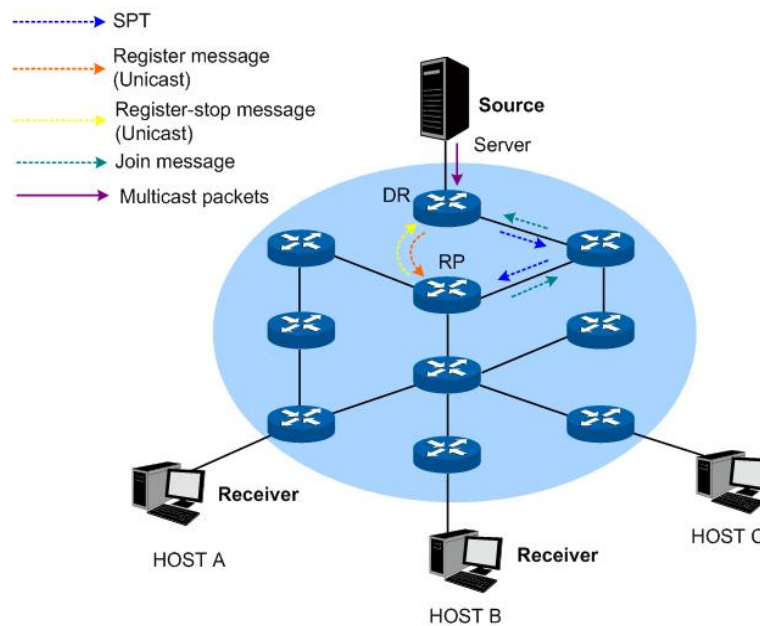 SPT
Register message
(Unicast)
Register-stop message
(Unicast)
Join message
Multicast packets
Source
Server
DR
RP
Receiver
HOST A
Receiver
HOST B
HOST C